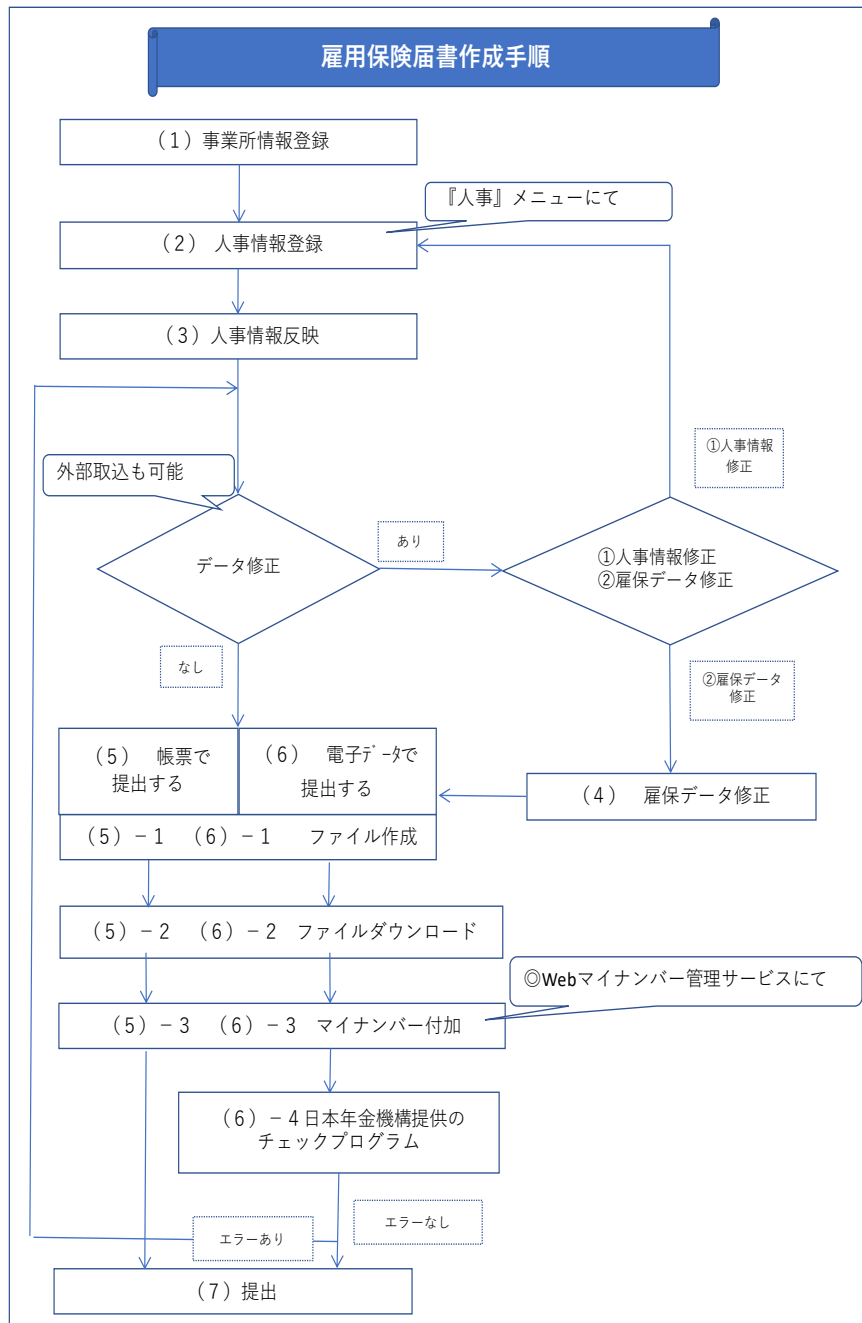 雇用保険届書作成手順
（１）事業所情報登録
『人事』メニューにて
（２）　人事情報登録
（３）人事情報反映
①人事情報
修正
外部取込も可能
あり
データ修正
①人事情報修正
②雇保データ修正
なし
②雇保データ
修正
（５）　帳票で
提出する
（６）　電子ﾃﾞｰﾀで
提出する
（４）　雇保データ修正
（５）－１　（６）－１　　ファイル作成
（５）－２　（６）－２　ファイルダウンロード
◎Webマイナンバー管理サービスにて
（５）－３　（６）－３　マイナンバー付加
（６）－４日本年金機構提供の
チェックプログラム
エラーなし
エラーあり
（７）提出